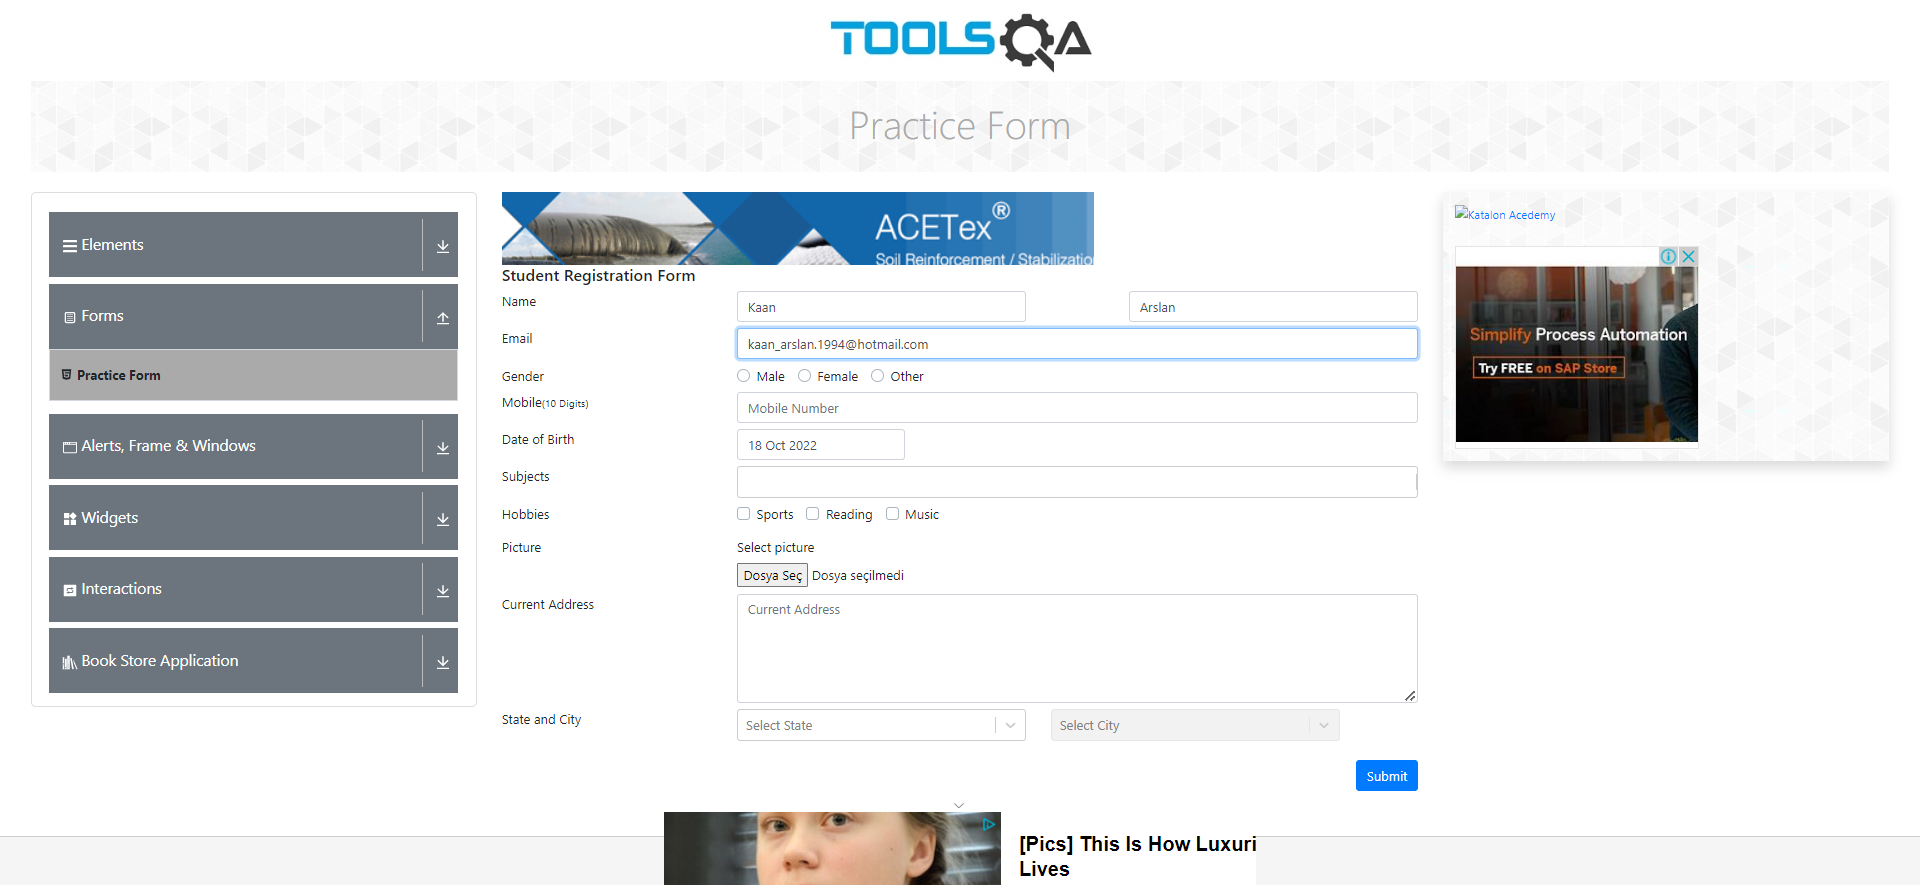 TOOLSQA
Practice Form
Elements
Forms
Practice Form
Alerts, Frame & Windows
Widgets
Interactions
Book Store Application
ACETex®
Soil Reinforcement / Stabilizatio
Student Registration Form
Name
Kaan
Arslan
Email
kaan_arslan.1994@hotmail.com
Gender
Male
Female
Other
Mobile(10 Digits)
Mobile Number
Date of Birth
18 Oct 2022
Subjects
Hobbies
Sports
Reading
Music
Picture
Select picture
Dosya Seç Dosya seçilmedi
Current Address
Current Address
State and City
Select State
Select City
Submit
Katalon Acedemy
Simplify Process Automation
Try FREE on SAP Store
[Pics] This Is How Luxuri
Lives